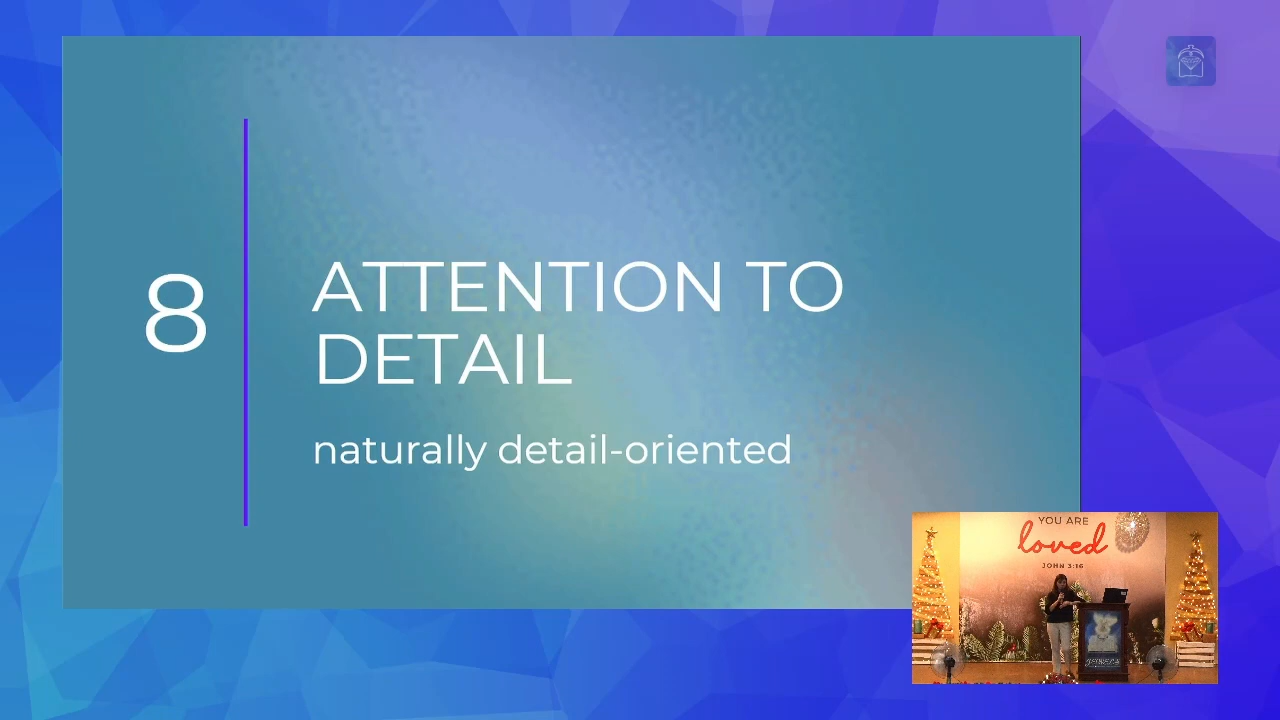 8
ATTENTION TO
DETAIL
naturally detail-oriented
YOU ARE
loved
JOHN 3:16